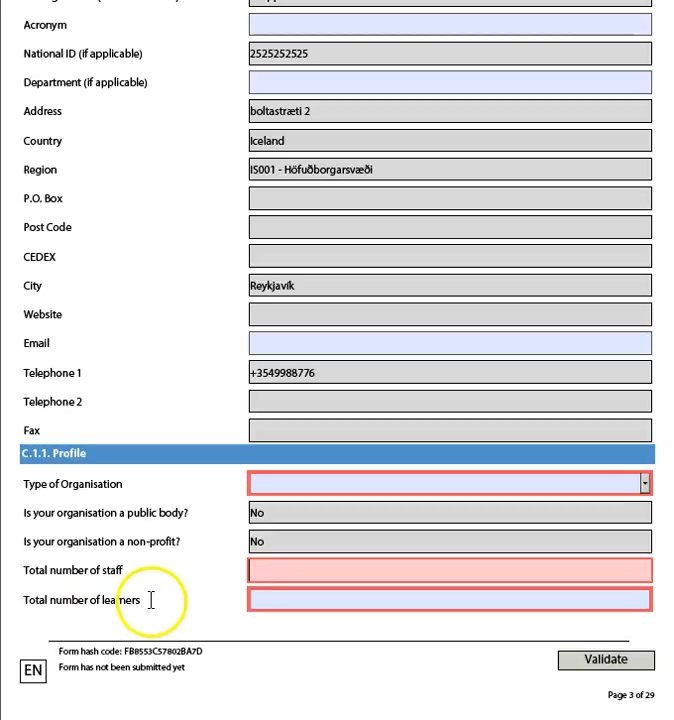 Acronym
National ID (if applicable) 2525252525
Department (if applicable)
Address boltastræti 2
Country Iceland
Region IS001 - Höfuðborgarsvæði
P.O. Box
Post Code
CEDEX
City Reykjavík
Website
Email
Telephone 1 +3549988776
Telephone 2
Fax
C.1.1. Profile
Type of Organisation
Is your organisation a public body? No
Is your organisation a non-profit? No
Total number of staff
Total number of learners
Form hash code: FB8553C57802BA7D
EN
Form has not been submitted yet
Validate
Page 3 of 29